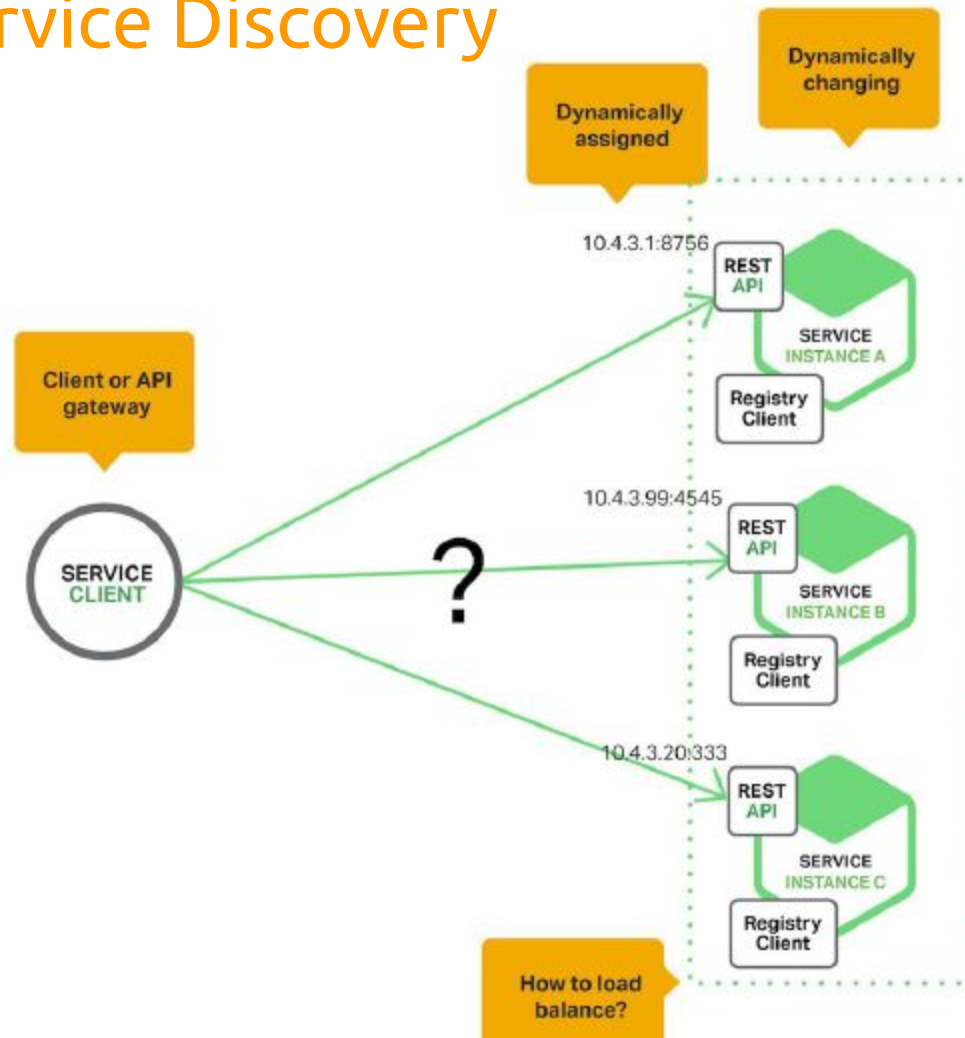 rvice Discovery
Dynamically
changing
Dynamically
assigned
10.4.3.1:8756
REST
API
SERVICE
INSTANCE A
Registry
Client
Client or API
gateway
SERVICE
CLIENT
?
10.4.3.99:4545
REST
API
SERVICE
INSTANCE B
Registry
Client
10.4.3.20:333
REST
API
SERVICE
INSTANCE C
Registry
Client
How to load
balance?